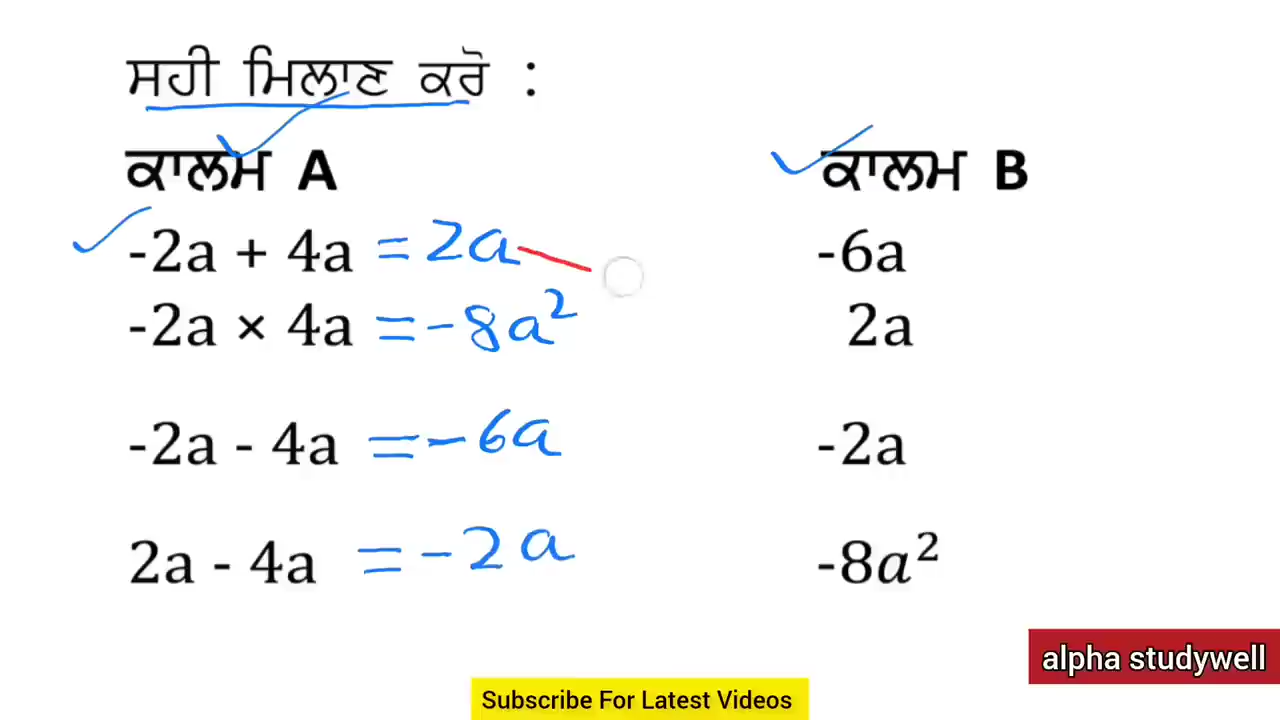 ਸਹੀ ਮਿਲਾਣ ਕਰੋ :
ਕਾਲਮ A ਕਾਲਮ B
-2a + 4a = 2a -6a
-2a × 4a = -8a² 2a
-2a - 4a = -6a -2a
2a - 4a = -2a -8a²
alpha studywell
Subscribe For Latest Videos